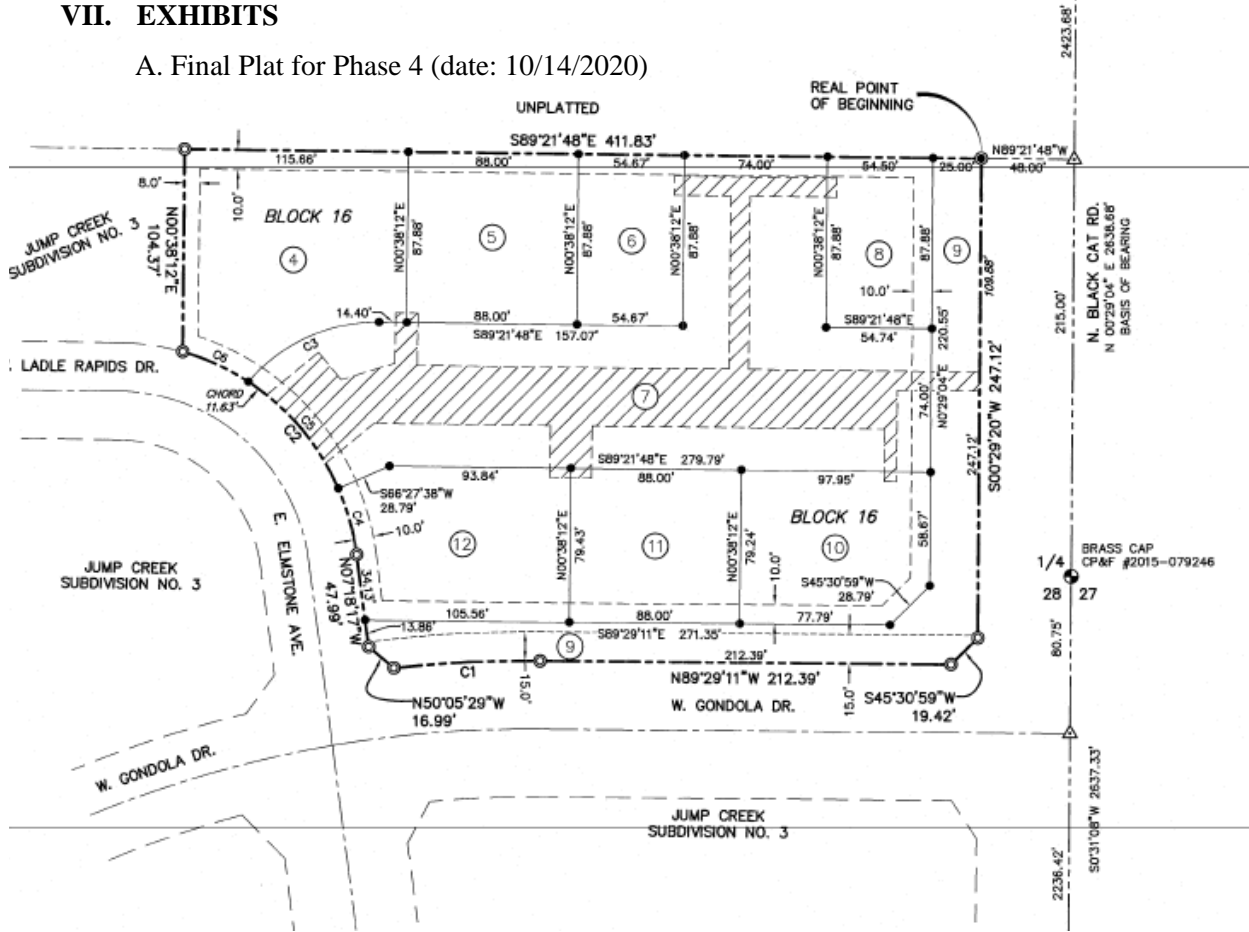 VII. EXHIBITS
A. Final Plat for Phase 4 (date: 10/14/2020)
2423.68'
REAL POINT
OF BEGINNING
UNPLATTED
S89°21'48"E 411.83'
N89°21'48"W
48.00'
115.66'
88.00'
54.67'
74.00'
54.50'
25.00'
8.0'
10.0'
BLOCK 16
JUMP CREEK
SUBDIVISION NO. 3
N00°38'12"E
104.37'
N00°38'12"E
87.88'
N00°38'12"E
87.88'
N00°38'12"E
87.88'
N00°38'12"E
87.88'
87.88'
109.88'
4
5
6
8
9
10.0'
14.40'
88.00'
54.67'
S89°21'48"E 157.07'
S89°21'48"E
54.74'
220.55'
N0°29'04"E
74.00'
215.00'
N. BLACK CAT RD.
N 00°29'04" E 2638.68'
BASIS OF BEARING
LADLE RAPIDS DR.
C6
C3
CHORD
11.63'
C2
C5
7
247.12'
S00°29'20"W 247.12'
93.84'
S89°21'48"E 279.79'
88.00'
97.95'
S66°27'38"W
28.79'
C4
10.0'
12
N00°38'12"E
79.43'
11
N00°38'12"E
79.24'
BLOCK 16
10
58.67'
S45°30'59"W
28.79'
10.0'
1/4
28
27
BRASS CAP
CP&F #2015-079246
JUMP CREEK
SUBDIVISION NO. 3
E. ELMSTONE AVE.
34.13'
N07°18'17"W
47.99'
13.86'
105.56'
88.00'
77.79'
S89°29'11"E 271.35'
9
80.75'
C1
15.0'
212.39'
N89°29'11"W 212.39'
15.0'
N50°05'29"W
16.99'
W. GONDOLA DR.
S45°30'59"W
19.42'
W. GONDOLA DR.
JUMP CREEK
SUBDIVISION NO. 3
S0°31'08"W 2637.33'
2236.42'